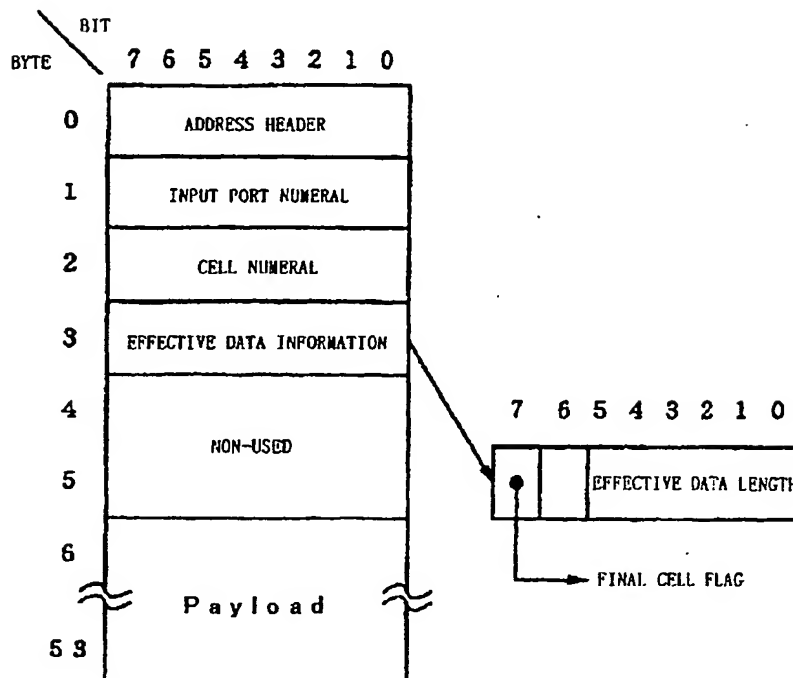 BIT
BYTE 7 6 5 4 3 2 1 0
0 ADDRESS HEADER
1 INPUT PORT NUMERAL
2 CELL NUMERAL
3 EFFECTIVE DATA INFORMATION
4
NON-USED
5
7 6 5 4 3 2 1 0
EFFECTIVE DATA LENGTH
6
FINAL CELL FLAG
Payload
53